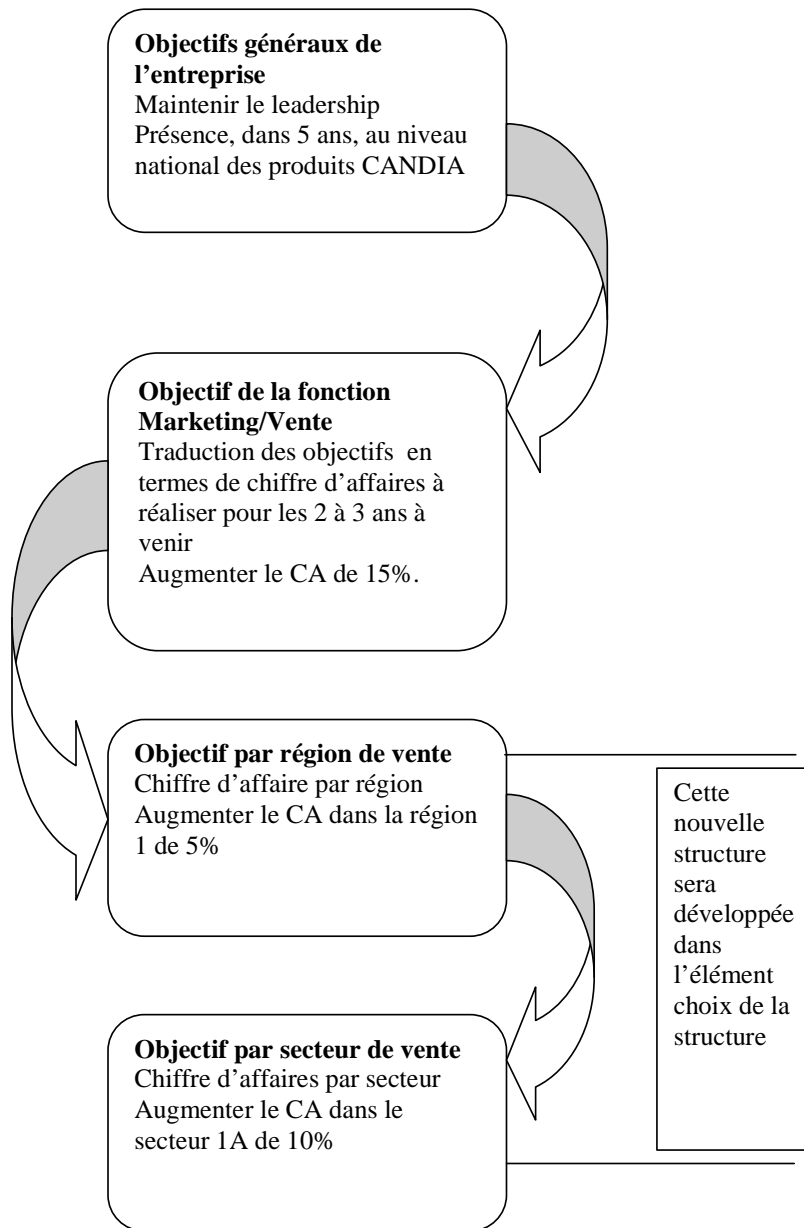 Objectifs généraux de
l’entreprise
Maintenir le leadership
Présence, dans 5 ans, au niveau
national des produits CANDIA
Objectif de la fonction
Marketing/Vente
Traduction des objectifs en
termes de chiffre d’affaires à
réaliser pour les 2 à 3 ans à
venir
Augmenter le CA de 15%.
Objectif par région de vente
Chiffre d’affaire par région
Augmenter le CA dans la région
1 de 5%
Cette
nouvelle
structure
sera
développée
dans
l’élément
choix de la
structure
Objectif par secteur de vente
Chiffre d’affaires par secteur
Augmenter le CA dans le
secteur 1A de 10%